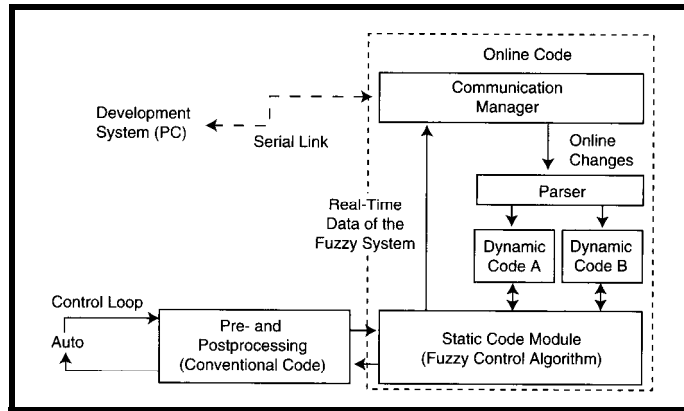 Online Code
Communication
Manager
Development
System (PC)
Serial Link
Online
Changes
Parser
Real-Time
Data of the
Fuzzy System
Dynamic
Code A
Dynamic
Code B
Control Loop
Auto
Pre- and
Postprocessing
(Conventional Code)
Static Code Module
(Fuzzy Control Algorithm)